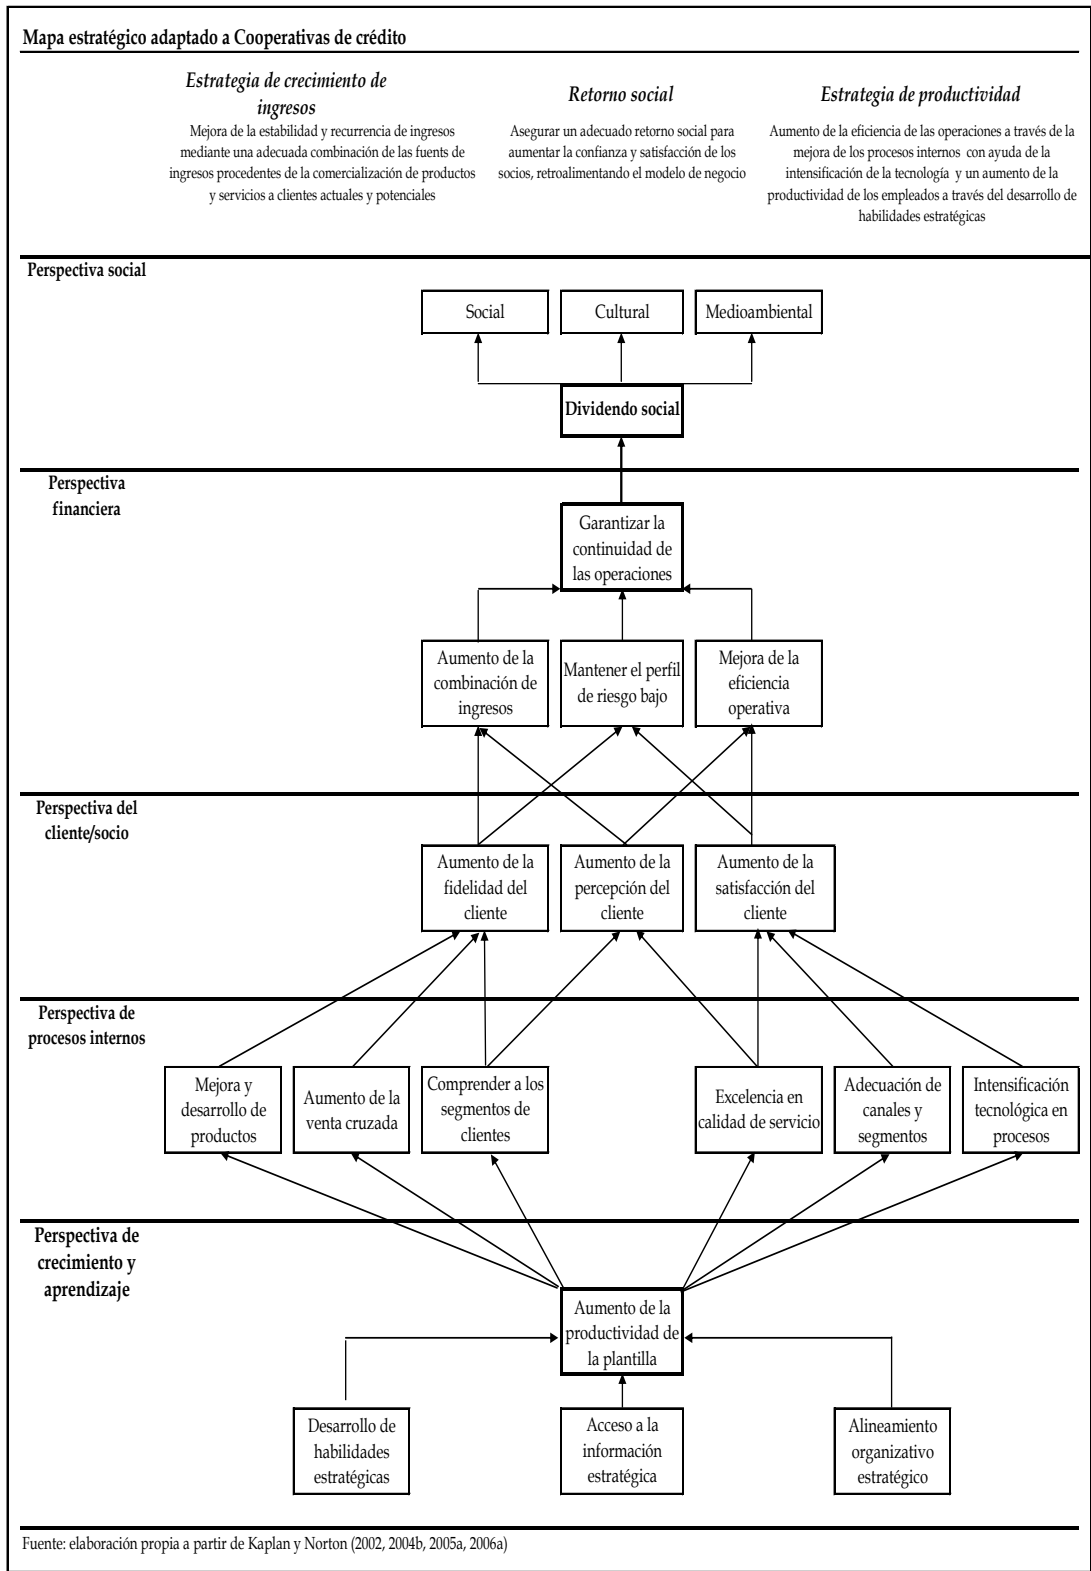 Mapa estratégico adaptado a Cooperativas de crédito
Estrategia de crecimiento de
ingresos
Mejora de la estabilidad y recurrencia de ingresos
mediante una adecuada combinación de las fuents de
ingresos procedentes de la comercialización de productos
y servicios a clientes actuales y potenciales
Retorno social
Asegurar un adecuado retorno social para
aumentar la confianza y satisfacción de los
socios, retroalimentando el modelo de negocio
Estrategia de productividad
Aumento de la eficiencia de las operaciones a través de la
mejora de los procesos internos con ayuda de la
intensificación de la tecnología y un aumento de la
productividad de los empleados a través del desarrollo de
habilidades estratégicas
Perspectiva social
Social
Cultural
Medioambiental
Dividendo social
Perspectiva
financiera
Garantizar la
continuidad de
las operaciones
Aumento de la
combinación de
ingresos
Mantener el perfil
de riesgo bajo
Mejora de la
eficiencia
operativa
Perspectiva del
cliente/socio
Aumento de la
fidelidad del
cliente
Aumento de la
percepción del
cliente
Aumento de la
satisfacción del
cliente
Perspectiva de
procesos internos
Mejora y
desarrollo de
productos
Aumento de la
venta cruzada
Comprender a los
segmentos de
clientes
Excelencia en
calidad de servicio
Adecuación de
canales y
segmentos
Intensificación
tecnológica en
procesos
Perspectiva de
crecimiento y
aprendizaje
Aumento de la
productividad de
la plantilla
Desarrollo de
habilidades
estratégicas
Acceso a la
información
estratégica
Alineamiento
organizativo
estratégico
Fuente: elaboración propia a partir de Kaplan y Norton (2002, 2004b, 2005a, 2006a)